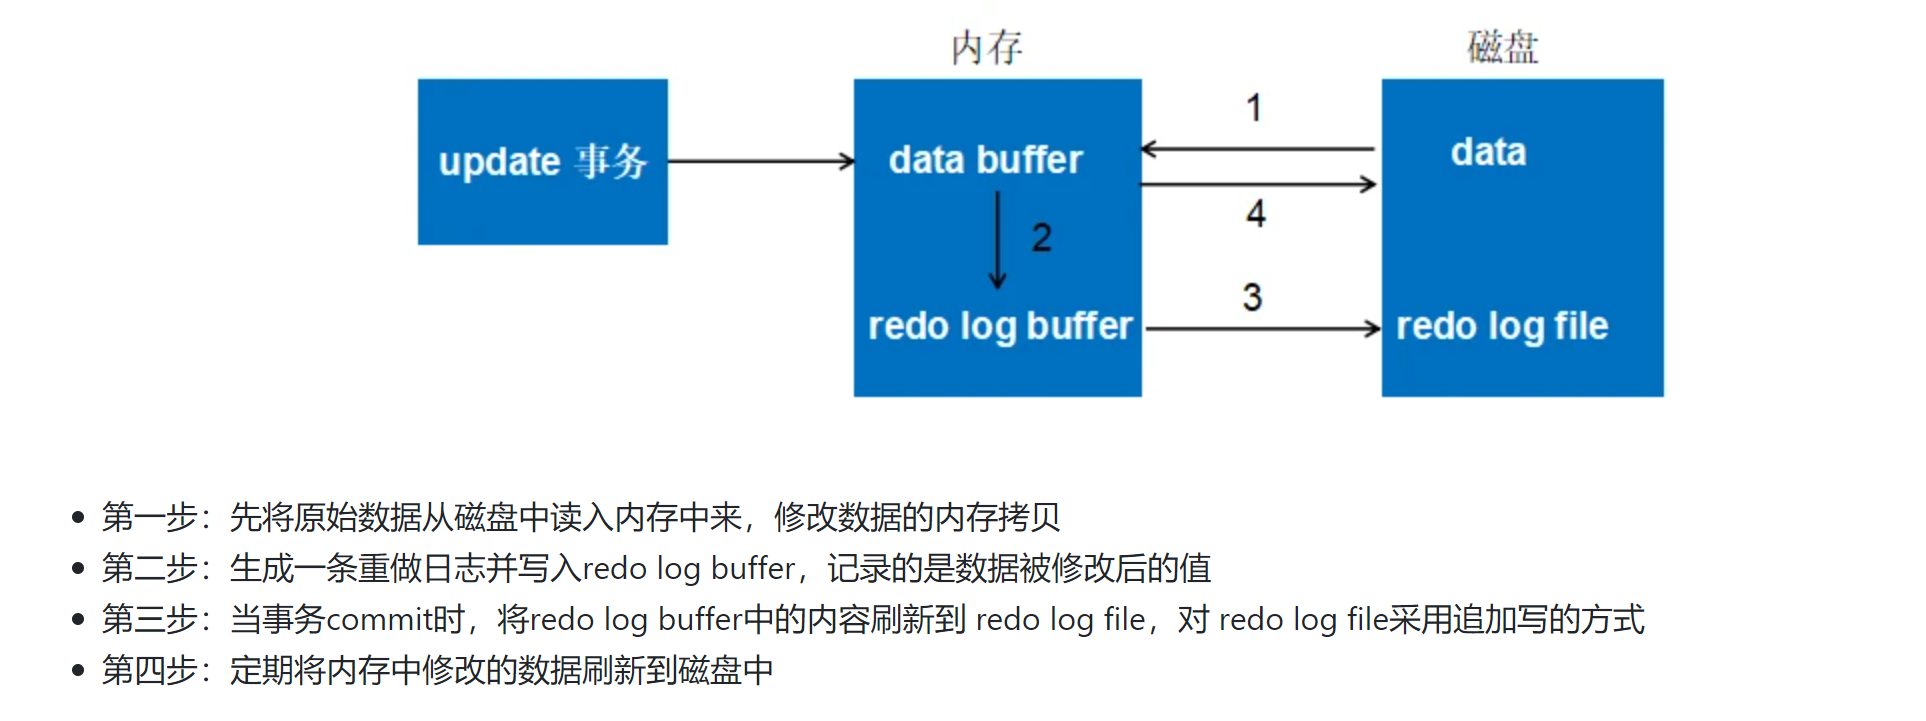 内存
磁盘
update 事务
data buffer
1
data
4
2
3
redo log buffer
redo log file
第一步：先将原始数据从磁盘中读入内存中来，修改数据的内存拷贝
第二步：生成一条重做日志并写入redo log buffer，记录的是数据被修改后的值
第三步：当事务commit时，将redo log buffer中的内容刷新到 redo log file，对 redo log file采用追加写的方式
第四步：定期将内存中修改的数据刷新到磁盘中